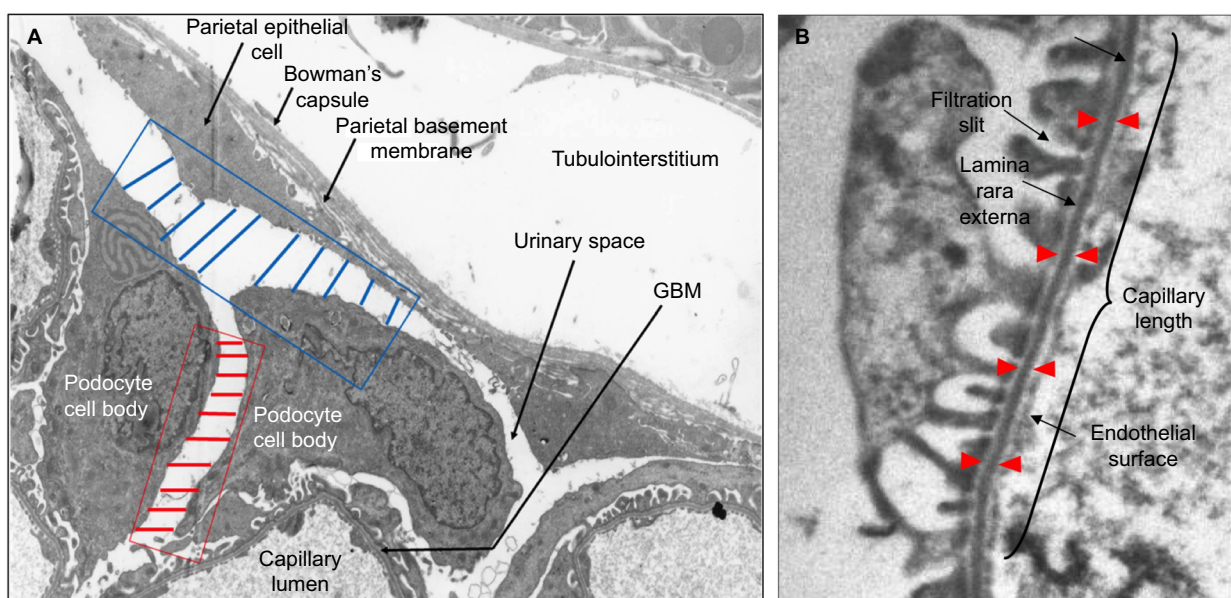 A
Parietal epithelial
cell
Bowman's
capsule
Parietal basement
membrane
Tubulointerstitium
Urinary space
GBM
Podocyte
cell body
Podocyte
cell body
Capillary
lumen
B
Filtration
slit
Lamina
rara
externa
Capillary
length
Endothelial
surface